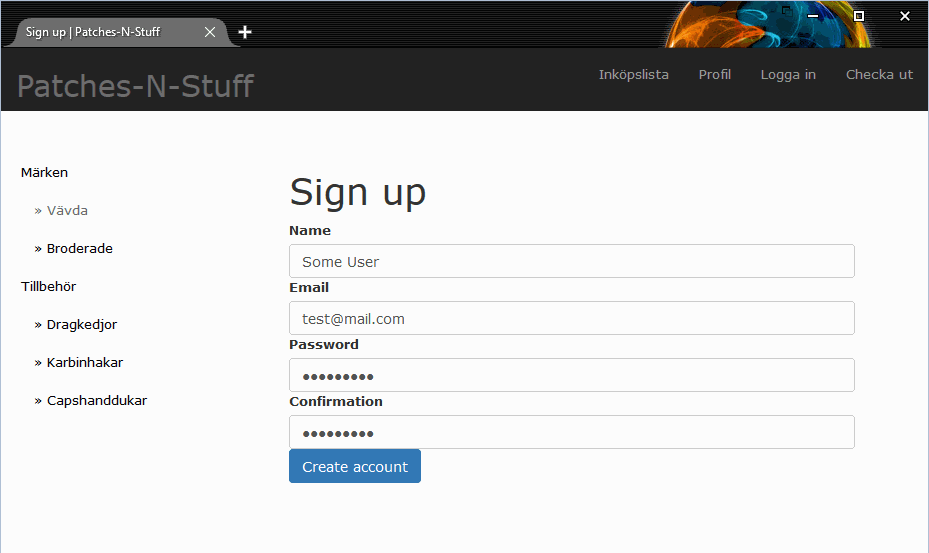 Sign up | Patches-N-Stuff
Patches-N-Stuff
Inköpslista Profil Logga in Checka ut
Märken
» Vävda
» Broderade
Tillbehör
» Dragkedjor
» Karbinhakar
» Capshanddukar
Sign up
Name
Some User
Email
test@mail.com
Password
•••••••••
Confirmation
•••••••••
Create account